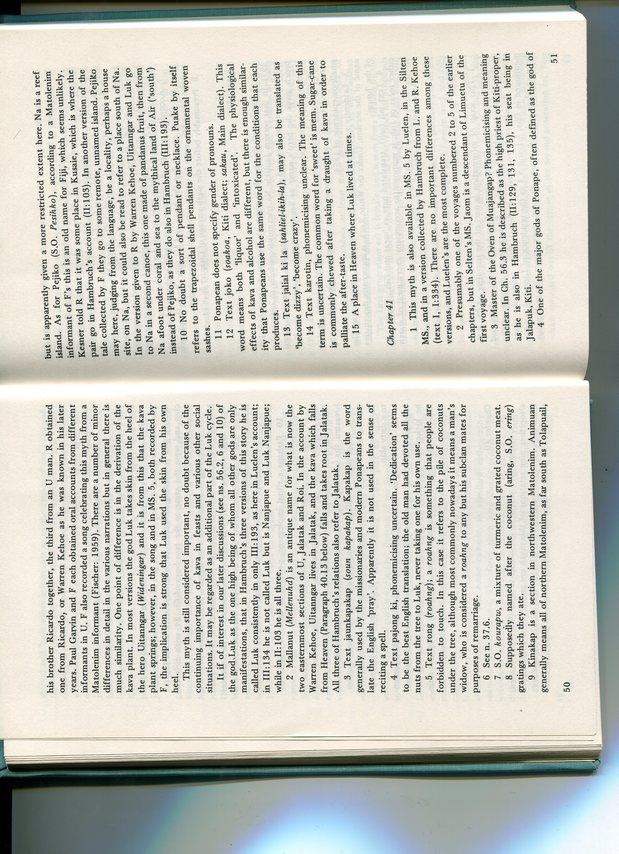 his brother Ricardo together, the third from an U man. R obtained
one from Ricardo, or Warren Kehoe as he was known in his later
years. Paul Garvin and F each obtained oral accounts from different
informants in U. F also recorded a song celebrating this myth from a
Matolenim informant (Fischer: 1959). There are a number of minor
differences in detail in the various narrations but in general there is
much similarity. One point of difference is in the derivation of the
kava plant. In most versions the god Luk takes skin from the heel of
the hero Uitanngar (Wideningar) and it is from this that the kava
plant springs; however, in the song and in MS. 5, both recorded by
F, the implication is strong that Luk used the skin from his own
heel.
This myth is still considered important, no doubt because of the
continuing importance of kava in feasts and various other social
situations. It may be regarded as an additional part of the Luk cycle.
It if of interest in our later discussions (see ns. 56.2, 6 and 10) of
the god.Luk as the one high being of whom all other gods are only
manifestations, that in Hambruch's three versions of this story he is
called Luk consistently in only III:193, as here in Luelen's account;
in III:134 he is not called Luk but is Nanjapue and Luk Nanjapue;
while in II:103 he is all three.
2 Mallanut (Mellenuhd) is an antique name for what is now the
two easternmost sections of U, Jalatak and Roi. In the account by
Warren Kehoe, Uitanngar lives in Jalatak, and the kava which falls
from Heaven (Paragraph 40.13 below) falls and takes root in Jalatak.
All three of Hambruch's relations also refer to Jalatak.
3 Text jaunkapakap (soun kapakap). Kapakap is the word
generally used by the missionaries and modern Ponapeans to trans-
late the English 'pray'. Apparently it is not used in the sense of
reciting a spell.
4 Text pajong ki, phonemicising uncertain. 'Dedication' seems
to be the best English translation; the old man had devoted all the
nuts from the tree to Luk, never taking one for his own use.
5 Text rong (roahng); a roahng is something that people are
forbidden to touch. In this case it refers to the pile of coconuts
under the tree, although most commonly nowadays it means a man's
widow, who is considered a roahng to any but his subclan mates for
purposes of remarriage.
6 See n. 37.6.
7 S.O. kourapw, a mixture of turmeric and grated coconut meat.
8 Supposedly named after the coconut (aring, S.O. ering)
gratings which they ate.
9 Kinakap is a section in northwestern Matolenim. Animuan
generally means all of northern Matolenim, as far south as Tolapuail,
50
but is apparently given a more restricted extent here. Na is a reef
island. As for Pejiko (S.O. Pesihko), according to a Matolenim
informant of F's this is an old name for Fiji, which seems unlikely.
Kesner told R that it was some place in Kusaie, which is where the
pair go in Hambruch's account (II:103). In another version of the
tale collected by F they go to some remote, unnamed island. Pejiko
may here, judging from the language, be a locality, perhaps a house
site, on Na, but it could also be read to refer to a place south of Na.
In the version given to R by Warren Kehoe, Uitanngar and Luk go
to Na in a second canoe, this one made of pandanus fruit, then from
Na afoot under coral and sea to the mythical land of Air ('south')
instead of Pejiko, as they do also in Hambruch (III:193).
10 No doubt a sort of pendant or necklace. Puake by itself
refers to the trapezoidal shell pendants on the ornamental woven
sashes.
11 Ponapean does not specify gender of pronouns.
12 Text joko (soakoa, Kiti dialect; sakau, Main dialect). This
word means both 'liquor' and 'intoxicated'. The physiological
effects of kava and alcohol are different, but there is enough similar-
ity that Ponapeans use the same word for the conditions that each
produces.
13 Text jalial ki la (sahliel-ikih-la), may also be translated as
'become dizzy', 'become crazy'.
14 Text karotin, phonemicising unclear. The meaning of this
term is uncertain. The common word for 'sweet' is mem. Sugar-cane
is commonly chewed after taking a draught of kava in order to
palliate the after-taste.
15 A place in Heaven where Luk lived at times.
Chapter 41
1 This myth is also available in MS. 5 by Luelen, in the Silten
MS., and in a version collected by Hambruch from L. and R. Kehoe
(text I, 1:334). There are no important differences among these
versions, and Luelen's are the most complete.
2 Presumably one of the voyages numbered 2 to 5 of the earlier
chapters, but in Selten's MS. Jaom is a descendant of Limuetu of the
first voyage.
3 Master of the Oven of Muajangap? Phonemicising and meaning
unclear. In Ch. 56.3 he is described as the high priest of Kiti-proper,
as he is also in Hambruch (II:129, 131, 135), his seat being in
Jalapuk, Kiti.
4 One of the major gods of Ponape, often defined as the god of
51